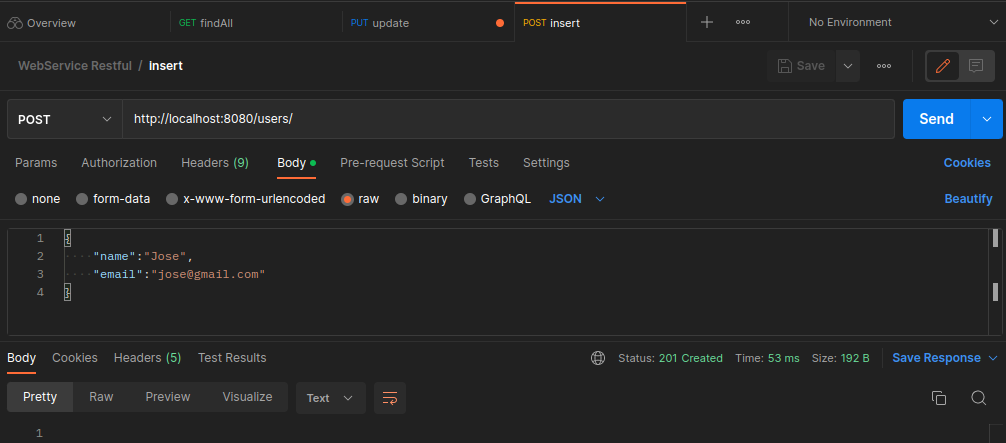 Overview GET findAll PUT update POST insert No Environment
WebService Restful / insert Save
POST http://localhost:8080/users/ Send
Params Authorization Headers (9) Body Pre-request Script Tests Settings Cookies
none form-data x-www-form-urlencoded raw binary GraphQL JSON Beautify
1 {
2 "name":"Jose",
3 "email":"jose@gmail.com"
4 }
Body Cookies Headers (5) Test Results Status: 201 Created Time: 53 ms Size: 192 B Save Response
Pretty Raw Preview Visualize Text
1